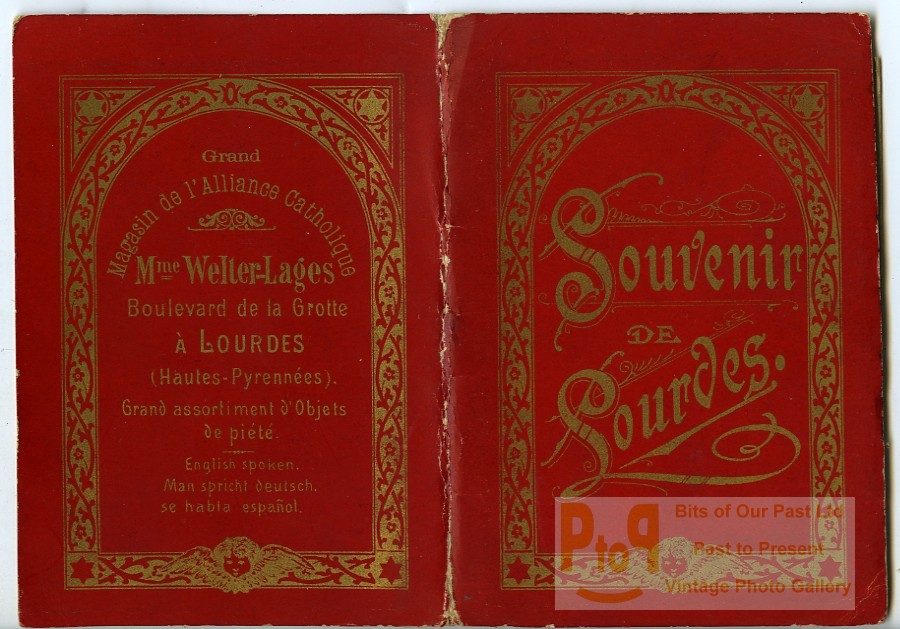 Grand
Magasin de l'Alliance Catholique
Mme Welter-Lages
Boulevard de la Grotte
à LOURDES
(Hautes-Pyrennées).
Grand assortiment d'Objets
de piété.
English spoken.
Man spricht deutsch.
se habla español.
Souvenir
DE
Lourdes.
PtoP
Bits of Our Past Ltd
Past to Present
Vintage Photo Gallery